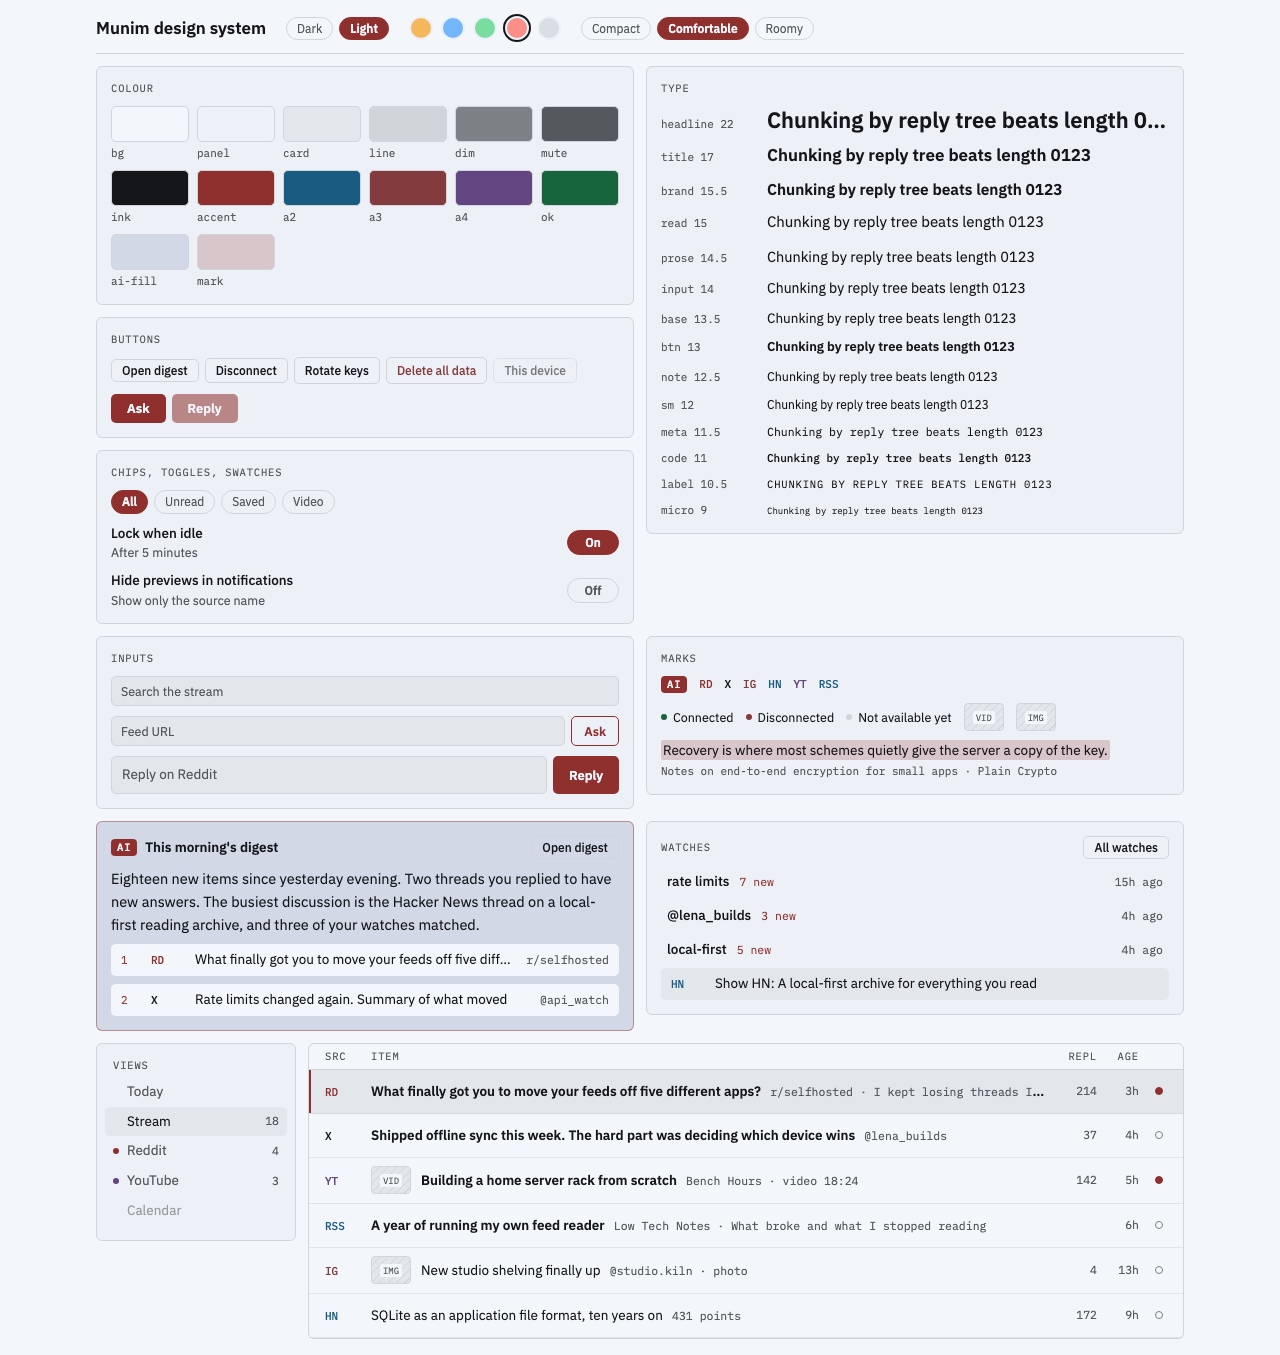 Munim design system
Dark
Light
Compact
Comfortable
Roomy
COLOUR
bg
panel
card
line
dim
mute
ink
accent
a2
a3
a4
ok
ai-fill
mark
TYPE
headline 22
Chunking by reply tree beats length 0...
title 17
Chunking by reply tree beats length 0123
brand 15.5
Chunking by reply tree beats length 0123
read 15
Chunking by reply tree beats length 0123
prose 14.5
Chunking by reply tree beats length 0123
input 14
Chunking by reply tree beats length 0123
base 13.5
Chunking by reply tree beats length 0123
btn 13
Chunking by reply tree beats length 0123
note 12.5
Chunking by reply tree beats length 0123
sm 12
Chunking by reply tree beats length 0123
meta 11.5
Chunking by reply tree beats length 0123
code 11
Chunking by reply tree beats length 0123
label 10.5
CHUNKING BY REPLY TREE BEATS LENGTH 0123
micro 9
Chunking by reply tree beats length 0123
BUTTONS
Open digest
Disconnect
Rotate keys
Delete all data
This device
Ask
Reply
CHIPS, TOGGLES, SWATCHES
All
Unread
Saved
Video
Lock when idle
After 5 minutes
On
Hide previews in notifications
Show only the source name
Off
INPUTS
Search the stream
Feed URL
Ask
Reply on Reddit
Reply
MARKS
AI
RD
X
IG
HN
YT
RSS
Connected
Disconnected
Not available yet
VID
IMG
Recovery is where most schemes quietly give the server a copy of the key.
Notes on end-to-end encryption for small apps · Plain Crypto
AI
This morning's digest
Open digest
Eighteen new items since yesterday evening. Two threads you replied to have
new answers. The busiest discussion is the Hacker News thread on a local-
first reading archive, and three of your watches matched.
1 RD What finally got you to move your feeds off five diff... r/selfhosted
2 X Rate limits changed again. Summary of what moved @api_watch
WATCHES
All watches
rate limits 7 new 15h ago
@lena_builds 3 new 4h ago
local-first 5 new 4h ago
HN Show HN: A local-first archive for everything you read
VIEWS
Today
Stream 18
Reddit 4
YouTube 3
Calendar
SRC ITEM REPL AGE
RD What finally got you to move your feeds off five different apps? r/selfhosted · I kept losing threads I... 214 3h
X Shipped offline sync this week. The hard part was deciding which device wins @lena_builds 37 4h
YT VID Building a home server rack from scratch Bench Hours · video 18:24 142 5h
RSS A year of running my own feed reader Low Tech Notes · What broke and what I stopped reading 6h
IG IMG New studio shelving finally up @studio.kiln · photo 4 13h
HN SQLite as an application file format, ten years on 431 points 172 9h